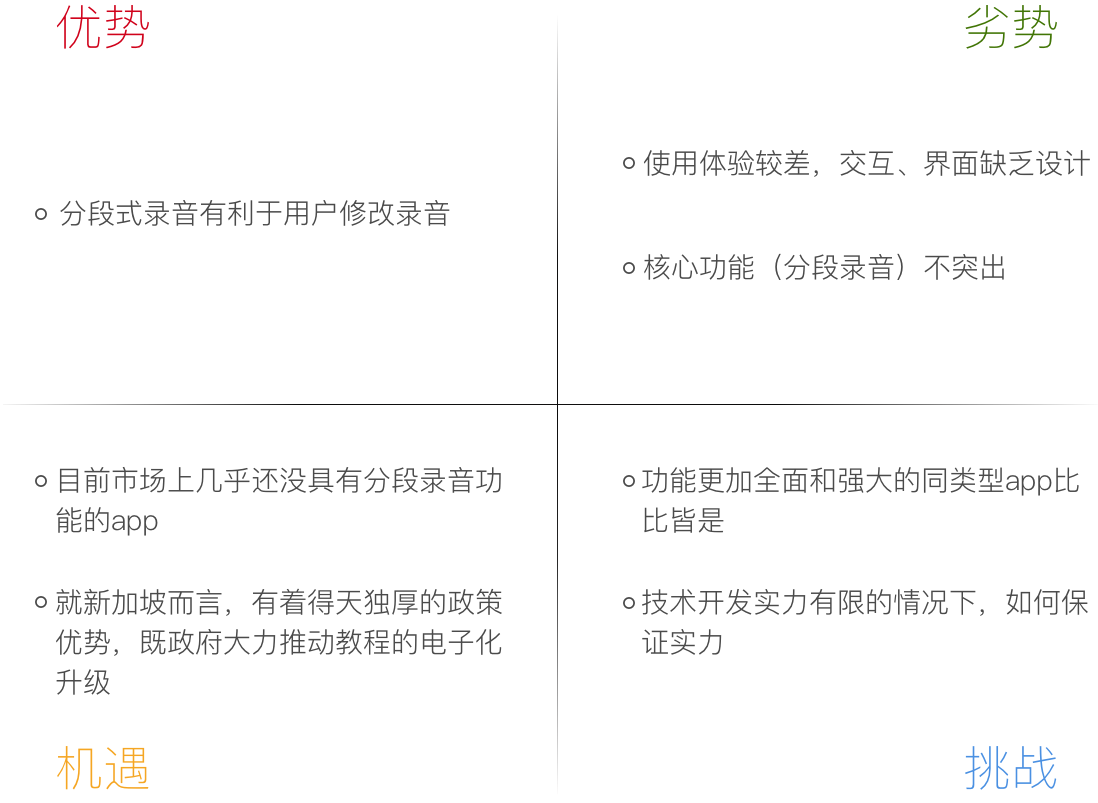 优势
分段式录音有利于用户修改录音
劣势
使用体验较差，交互、界面缺乏设计
核心功能（分段录音）不突出
目前市场上几乎还没具有分段录音功
能的app
就新加坡而言，有着得天独厚的政策
优势，既政府大力推动教程的电子化
升级
机遇
功能更加全面和强大的同类型app比
比皆是
技术开发实力有限的情况下，如何保
证实力
挑战